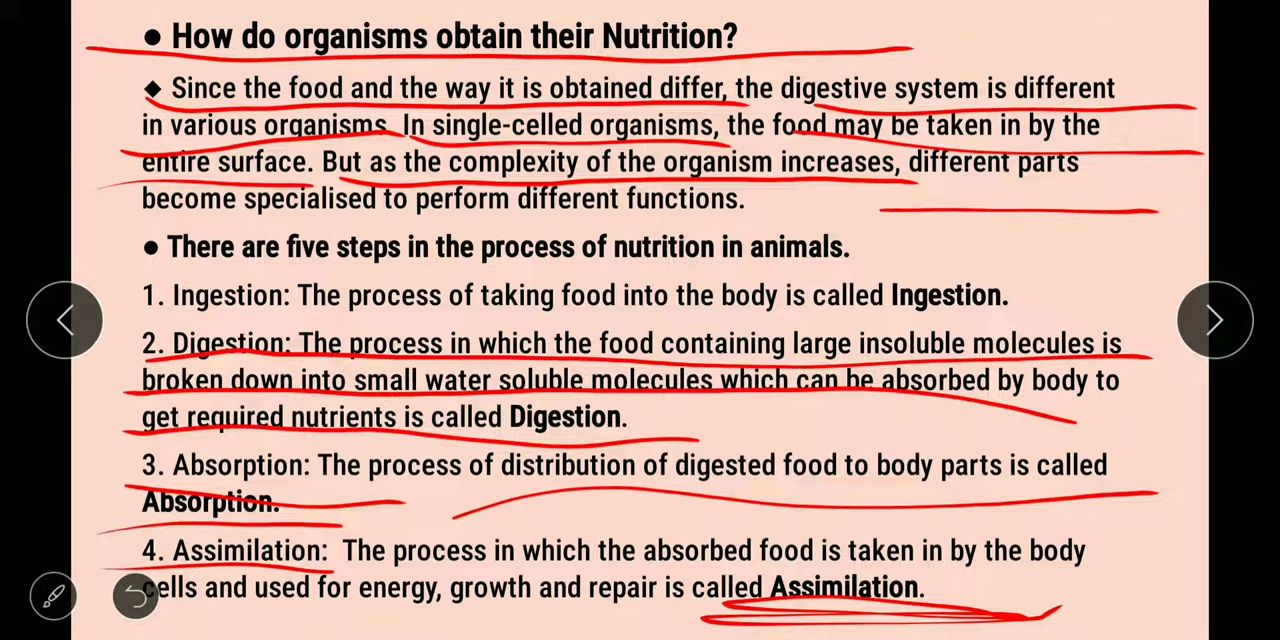 ● How do organisms obtain their Nutrition?
◆ Since the food and the way it is obtained differ, the digestive system is different
in various organisms. In single-celled organisms, the food may be taken in by the
entire surface. But as the complexity of the organism increases, different parts
become specialised to perform different functions.
● There are five steps in the process of nutrition in animals.
1. Ingestion: The process of taking food into the body is called Ingestion.
2. Digestion: The process in which the food containing large insoluble molecules is
broken down into small water soluble molecules which can be absorbed by body to
get required nutrients is called Digestion.
3. Absorption: The process of distribution of digested food to body parts is called
Absorption.
4. Assimilation: The process in which the absorbed food is taken in by the body
cells and used for energy, growth and repair is called Assimilation.